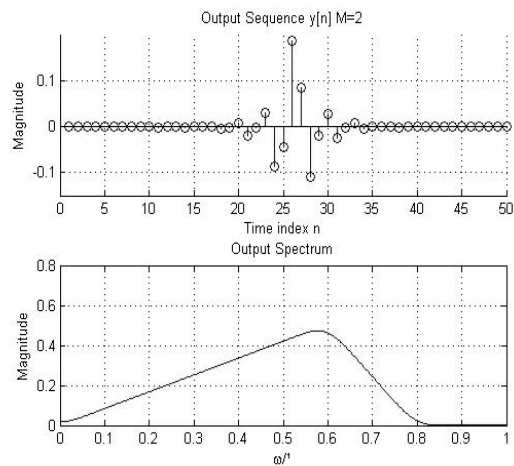 Output Sequence y[n] M=2
Magnitude
0.1
0
-0.1
0 5 10 15 20 25 30 35 40 45 50
Time index n
Output Spectrum
Magnitude
0.8
0.6
0.4
0.2
0
0 0.1 0.2 0.3 0.4 0.5 0.6 0.7 0.8 0.9 1
ω/¹